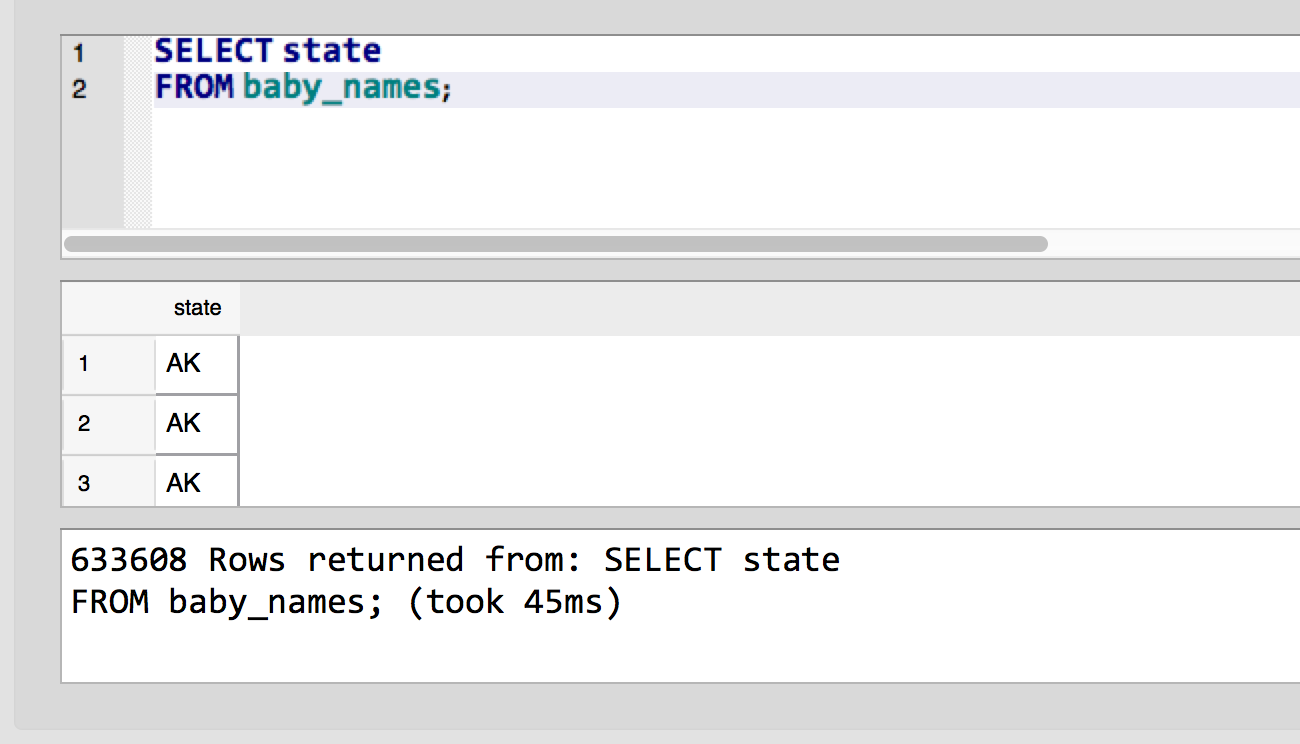 1 SELECT state
2 FROM baby_names;
state
1 AK
2 AK
3 AK
633608 Rows returned from: SELECT state
FROM baby_names; (took 45ms)